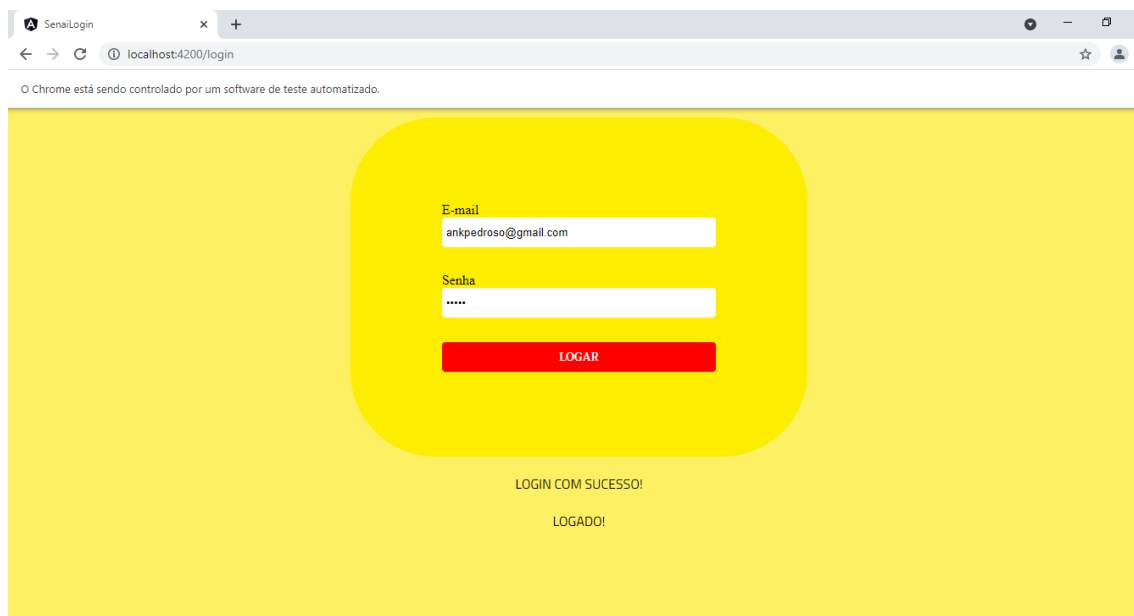 SenaiLogin
localhost:4200/login
O Chrome está sendo controlado por um software de teste automatizado.
E-mail
ankpedroso@gmail.com
Senha
•••••
LOGAR
LOGIN COM SUCESSO!
LOGADO!